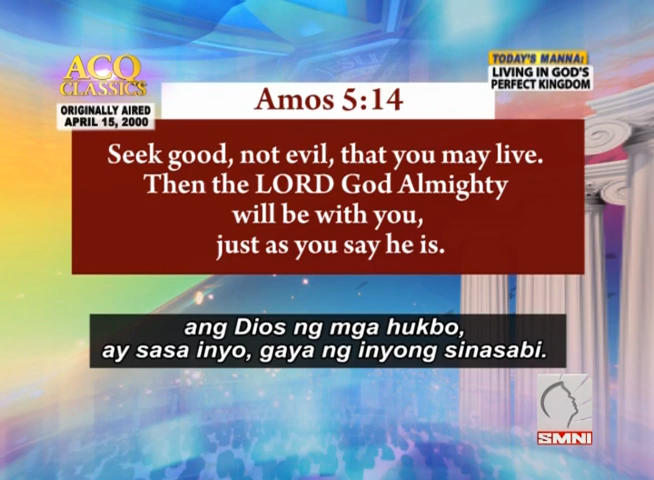 ACQ
CLASSICS
ORIGINALLY AIRED
APRIL 15, 2000
TODAY'S MANNA:
LIVING IN GOD'S
PERFECT KINGDOM
Amos 5:14
Seek good, not evil, that you may live.
Then the LORD God Almighty
will be with you,
just as you say he is.
ang Dios ng mga hukbo,
ay sasa inyo, gaya ng inyong sinasabi.
SMNI